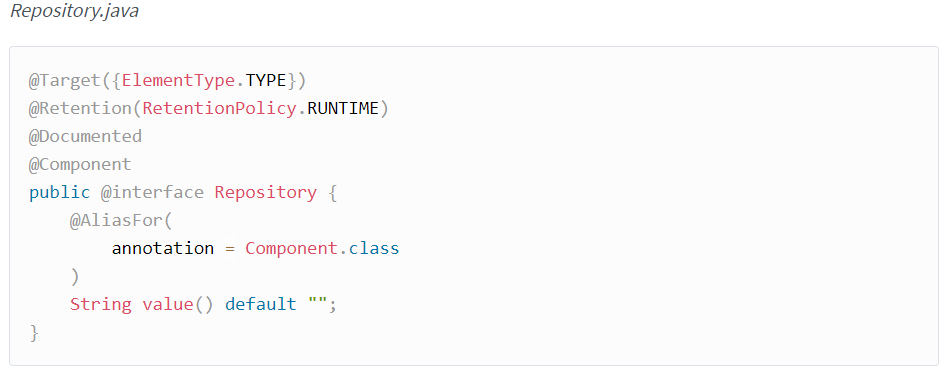 Repository.java
@Target({ElementType.TYPE})
@Retention(RetentionPolicy.RUNTIME)
@Documented
@Component
public @interface Repository {
    @AliasFor(
        annotation = Component.class
    )
    String value() default "";
}